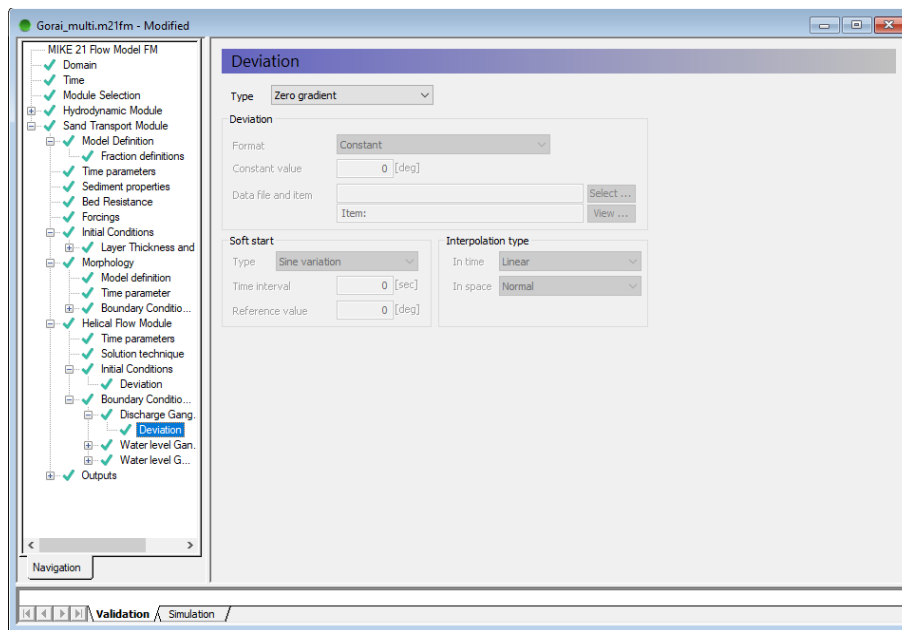 Gorai_multi.m21fm - Modified
MIKE 21 Flow Model FM
Domain
Time
Module Selection
Hydrodynamic Module
Sand Transport Module
Model Definition
Fraction definitions
Time parameters
Sediment properties
Bed Resistance
Forcings
Initial Conditions
Layer Thickness and
Morphology
Model definition
Time parameter
Boundary Conditio...
Helical Flow Module
Time parameters
Solution technique
Initial Conditions
Deviation
Boundary Conditio...
Discharge Gang.
Deviation
Water level Gan.
Water level G...
Outputs
Navigation
Deviation
Type Zero gradient
Deviation
Format Constant
Constant value 0 [deg]
Data file and item Select ...
Item: View ...
Soft start
Type Sine variation
Time interval 0 [sec]
Reference value 0 [deg]
Interpolation type
In time Linear
In space Normal
Validation Simulation